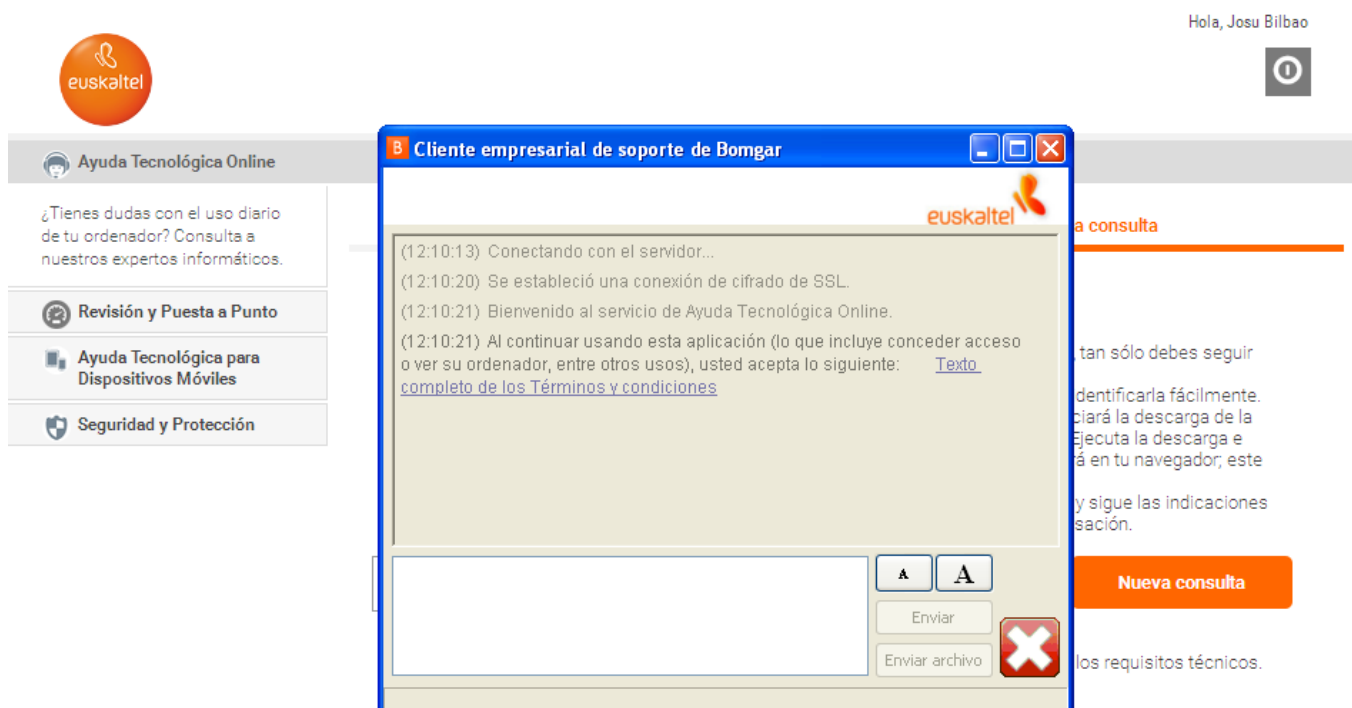 Hola, Josu Bilbao
euskaltel
Ayuda Tecnológica Online
¿Tienes dudas con el uso diario
de tu ordenador? Consulta a
nuestros expertos informáticos.
Revisión y Puesta a Punto
Ayuda Tecnológica para
Dispositivos Móviles
Seguridad y Protección
B Cliente empresarial de soporte de Bomgar
euskaltel
(12:10:13) Conectando con el servidor...
(12:10:20) Se estableció una conexión de cifrado de SSL.
(12:10:21) Bienvenido al servicio de Ayuda Tecnológica Online.
(12:10:21) Al continuar usando esta aplicación (lo que incluye conceder acceso
o ver su ordenador, entre otros usos), usted acepta lo siguiente: Texto
completo de los Términos y condiciones
A A
Enviar
Enviar archivo
a consulta
, tan sólo debes seguir
dentificarla fácilmente.
ciará la descarga de la
Ejecuta la descarga e
rá en tu navegador; este
y sigue las indicaciones
sación.
Nueva consulta
los requisitos técnicos.